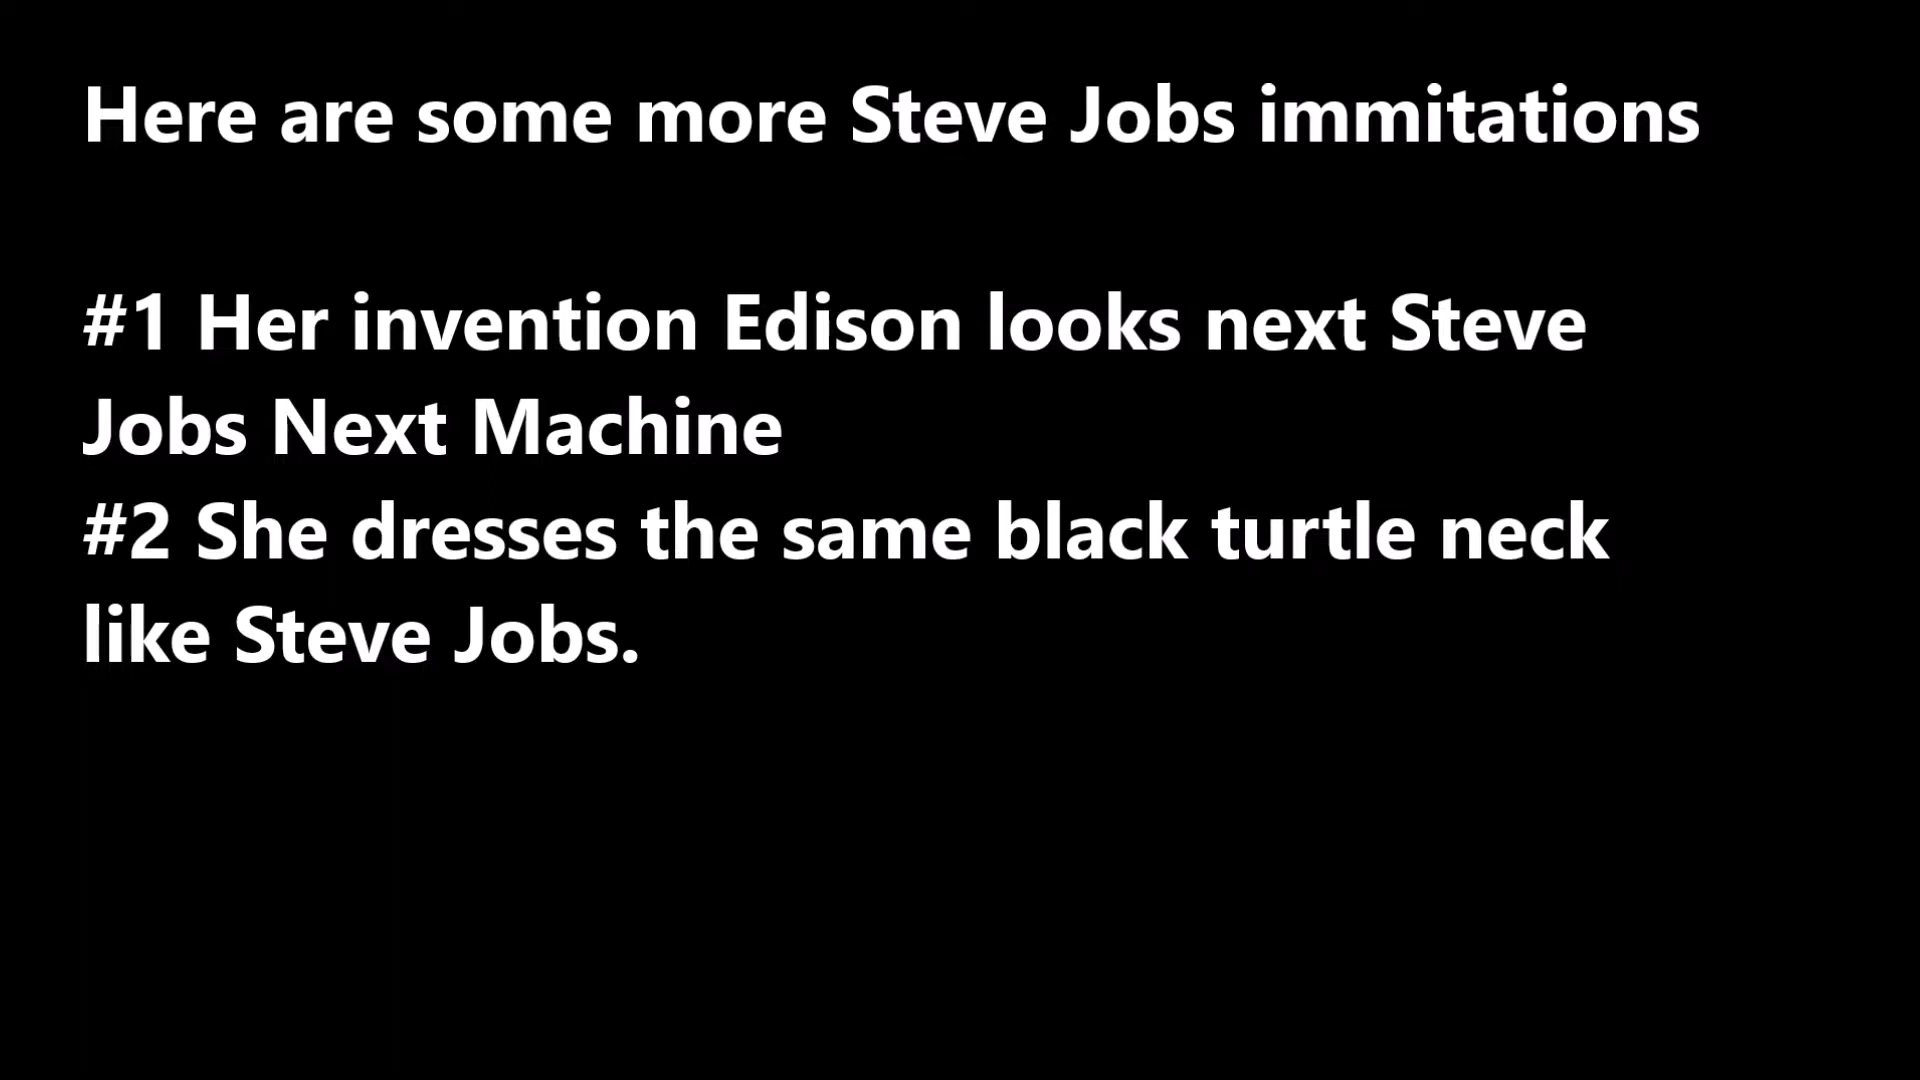 Here are some more Steve Jobs immitations
#1 Her invention Edison looks next Steve
Jobs Next Machine
#2 She dresses the same black turtle neck
like Steve Jobs.